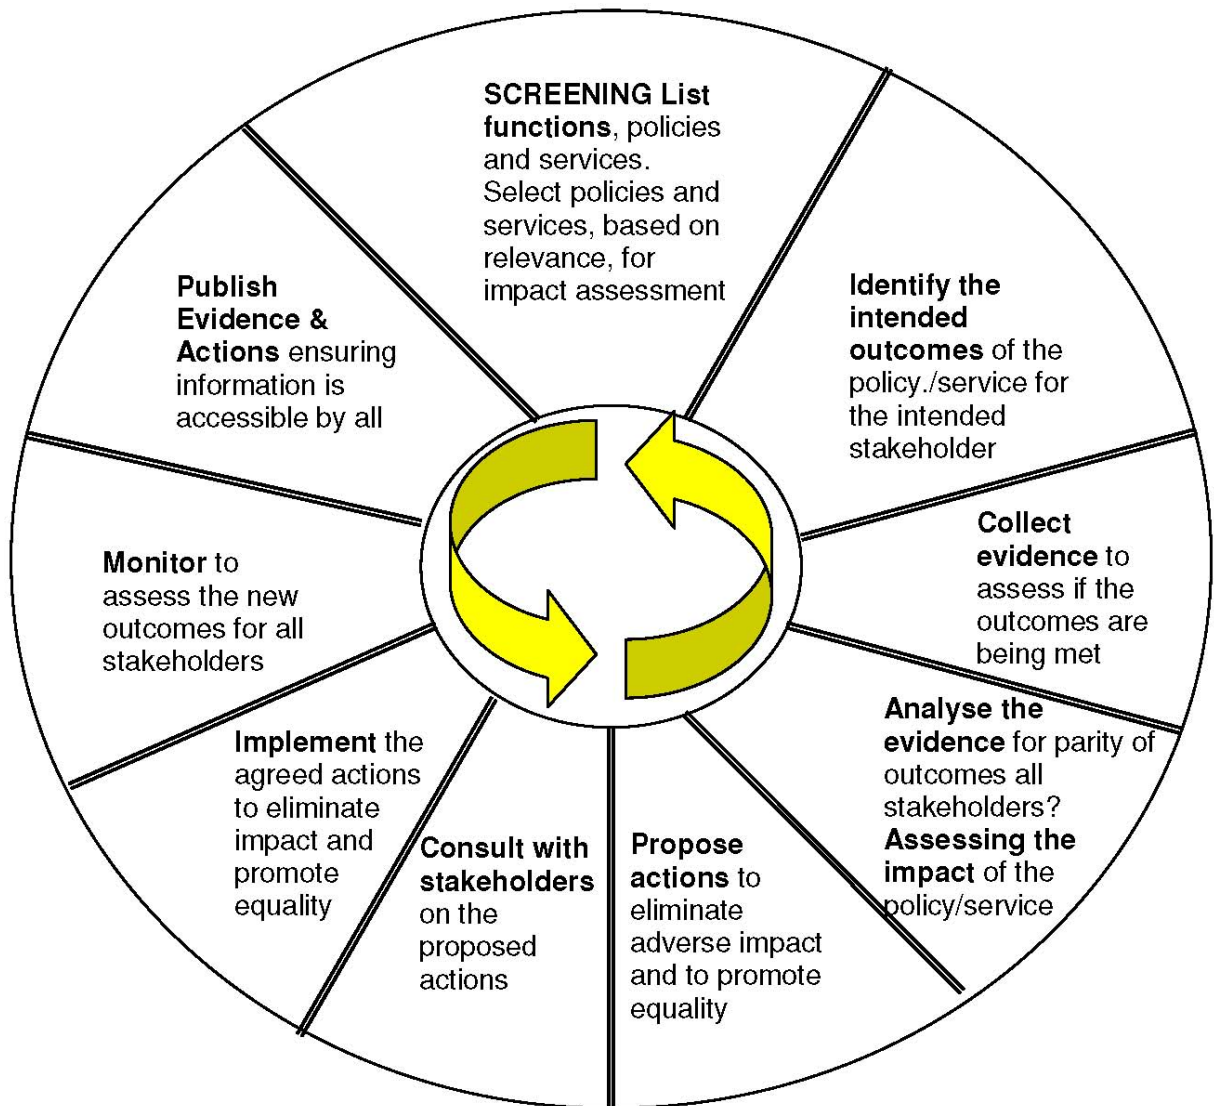 SCREENING List
functions, policies
and services.
Select policies and
services, based on
relevance, for
impact assessment
Identify the
intended
outcomes of the
policy./service for
the intended
stakeholder
Collect
evidence to
assess if the
outcomes are
being met
Analyse the
evidence for parity of
outcomes all
stakeholders?
Assessing the
impact of the
policy/service
Propose
actions to
eliminate
adverse impact
and to promote
equality
Consult with
stakeholders
on the
proposed
actions
Implement the
agreed actions
to eliminate
impact and
promote
equality
Monitor to
assess the new
outcomes for all
stakeholders
Publish
Evidence &
Actions ensuring
information is
accessible by all